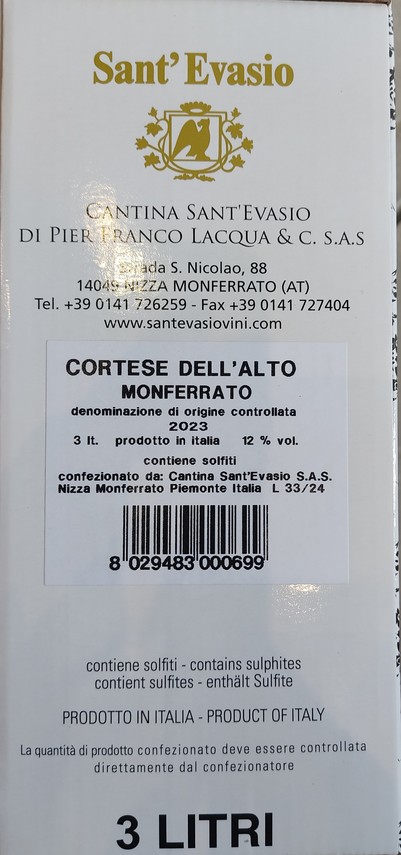 Sant'Evasio
CANTINA SANT'EVASIO
DI PIER FRANCO LACQUA & C. S.A.S
Strada S. Nicolao, 88
14049 NIZZA MONFERRATO (AT)
Tel. +39 0141 726259 - Fax +39 0141 727404
www.santevasiovini.com
CORTESE DELL'ALTO
MONFERRATO
denominazione di origine controllata
2023
3 lt. prodotto in italia 12 % vol.
contiene solfiti
confezionato da: Cantina Sant'Evasio S.A.S.
Nizza Monferrato Piemonte Italia L 33/24
8 029483 000699
contiene solfiti - contains sulphites
contient sulfites - enthält Sulfite
PRODOTTO IN ITALIA - PRODUCT OF ITALY
La quantità di prodotto confezionato deve essere controllata
direttamente dal confezionatore
3 LITRI